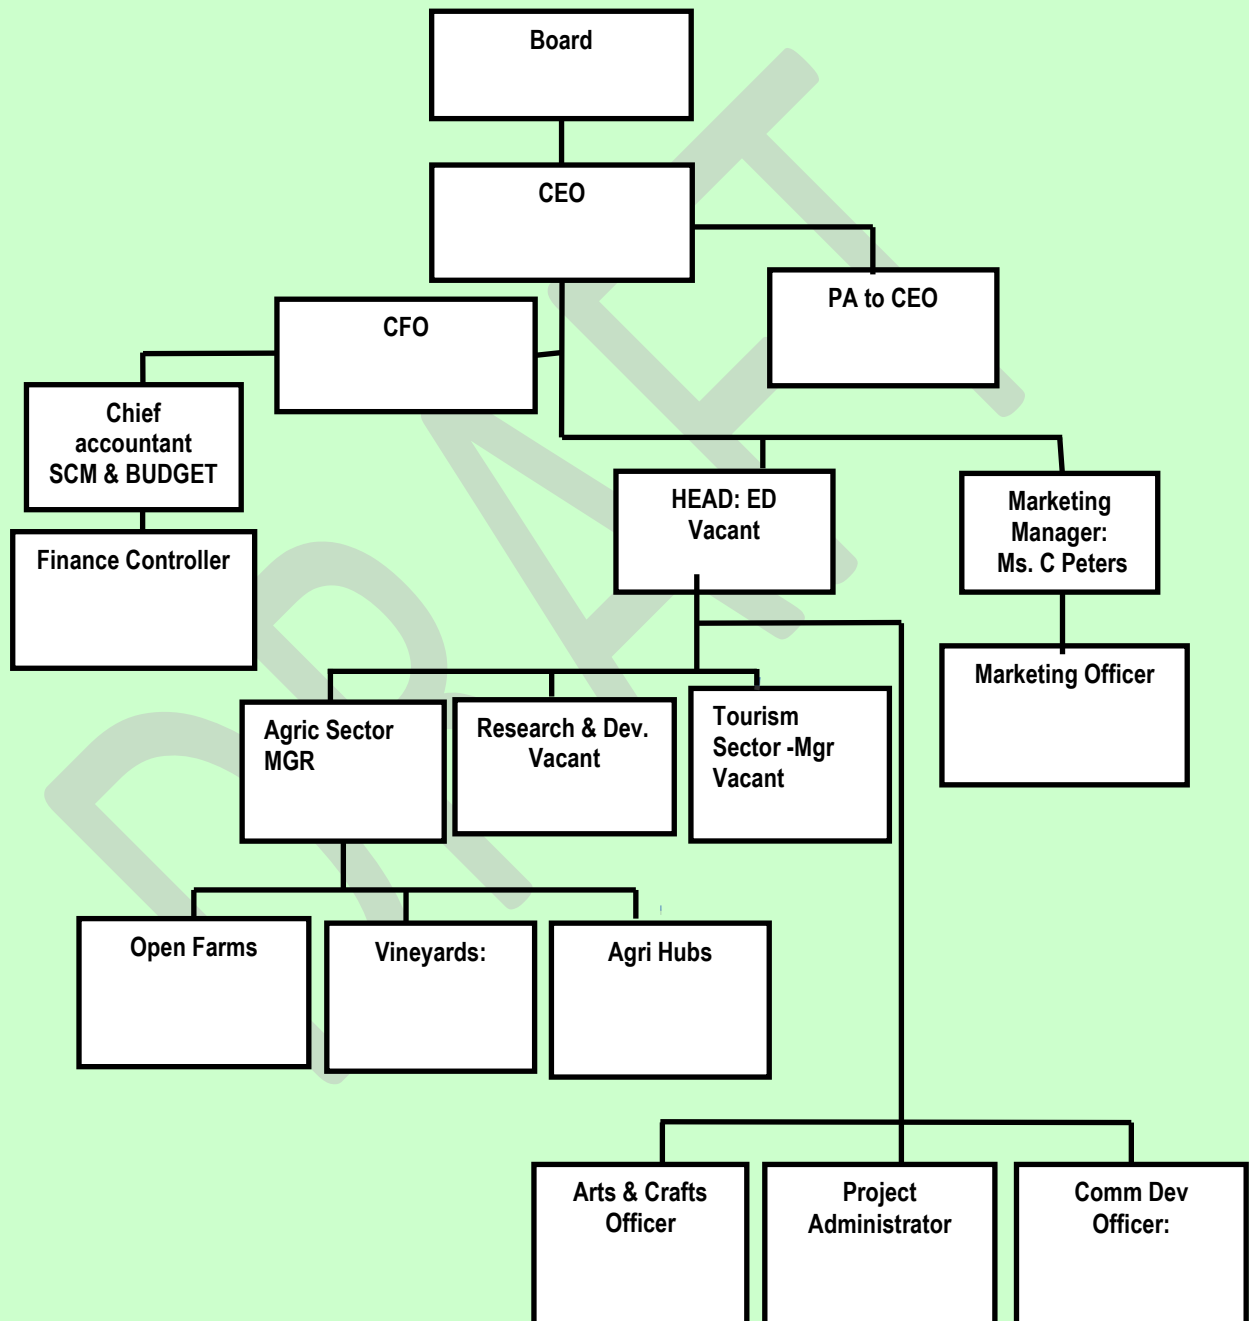 Board
CEO
PA to CEO
CFO
Chief
accountant
SCM & BUDGET
Finance Controller
HEAD: ED
Vacant
Marketing
Manager:
Ms. C Peters
Marketing Officer
Agric Sector
MGR
Research & Dev.
Vacant
Tourism
Sector -Mgr
Vacant
Open Farms
Vineyards:
Agri Hubs
Arts & Crafts
Officer
Project
Administrator
Comm Dev
Officer:
DRAFT